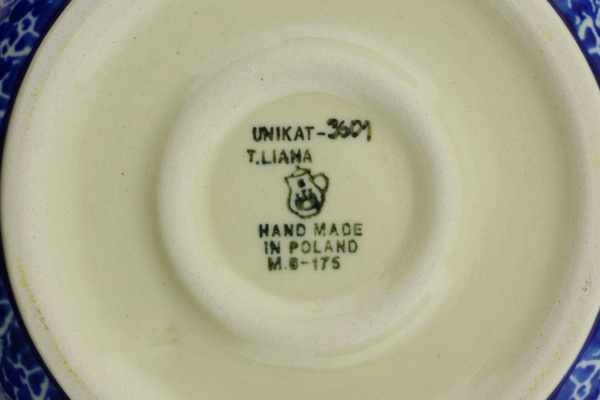 UNIKAT-3601
T.LIANA
HAND MADE
IN POLAND
M.8-175